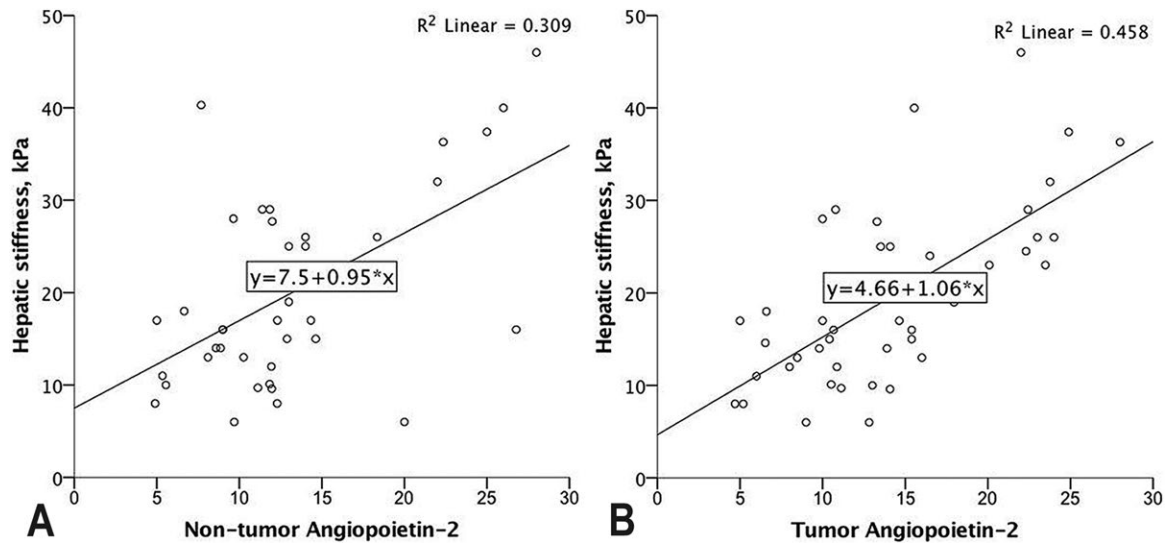 R² Linear = 0.309
50
40
30
20
10
0
Hepatic stiffness, kPa
y=7.5+0.95*x
0 5 10 15 20 25 30
Non-tumor Angiopoietin-2
A
R² Linear = 0.458
50
40
30
20
10
0
Hepatic stiffness, kPa
y=4.66+1.06*x
0 5 10 15 20 25 30
Tumor Angiopoietin-2
B